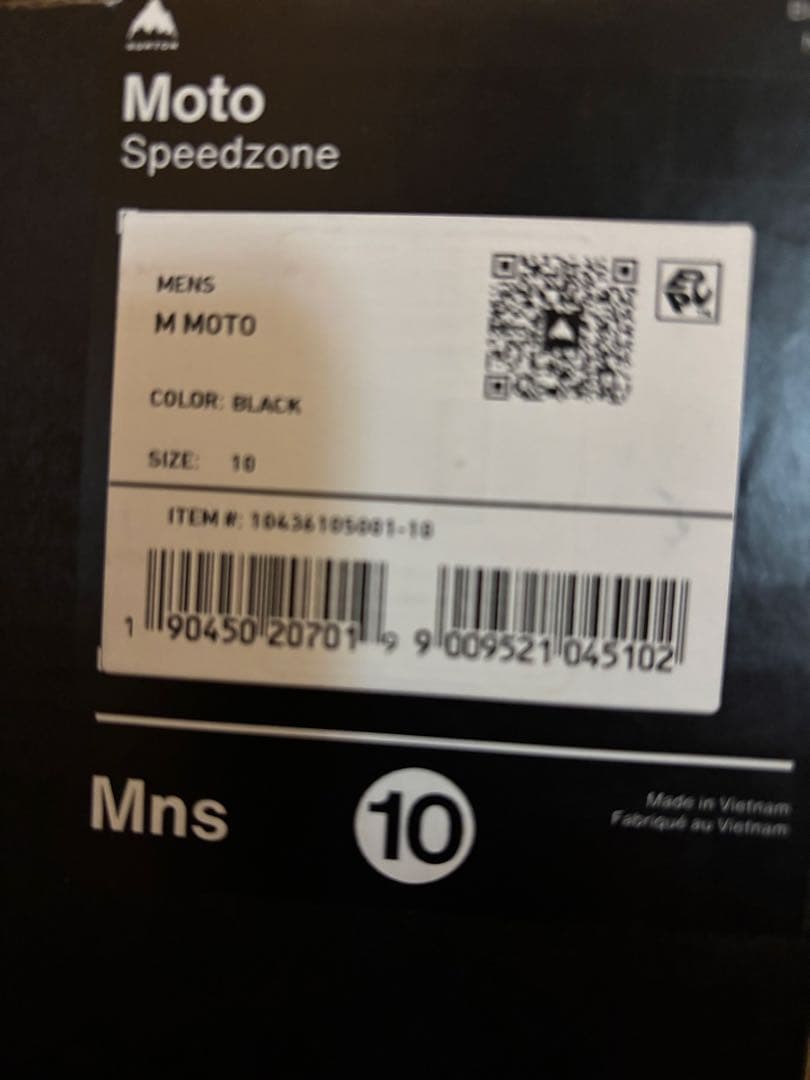 BURTON
Moto
Speedzone
MENS
M MOTO
COLOR: BLACK
SIZE: 10
ITEM #: 10436105001-10
1 90450 20701 9
9 009521 045102
Mns
10
Made in Vietnam
Fabriqué au Vietnam